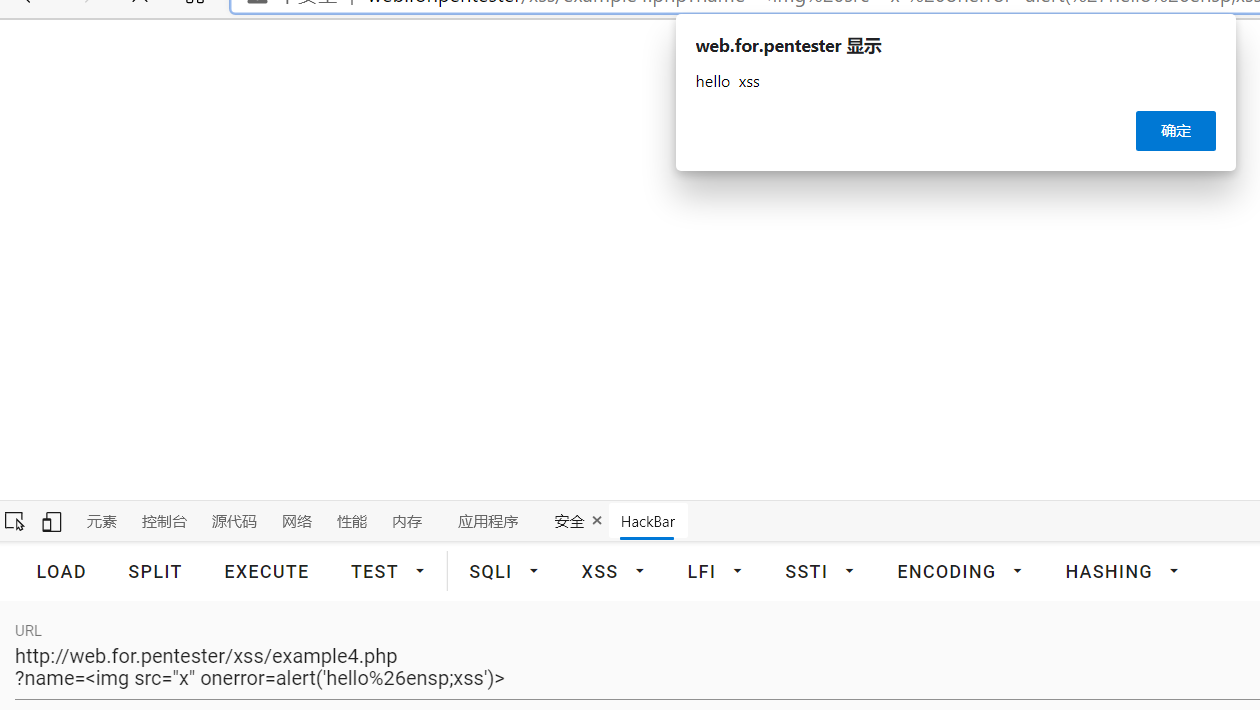 web.for.pentester 显示
hello  xss
确定
元素 控制台 源代码 网络 性能 内存 应用程序 安全 × HackBar
LOAD SPLIT EXECUTE TEST SQLI XSS LFI SSTI ENCODING HASHING
URL
http://web.for.pentester/xss/example4.php
?name=<img src="x" onerror=alert('hello%26ensp;xss')>